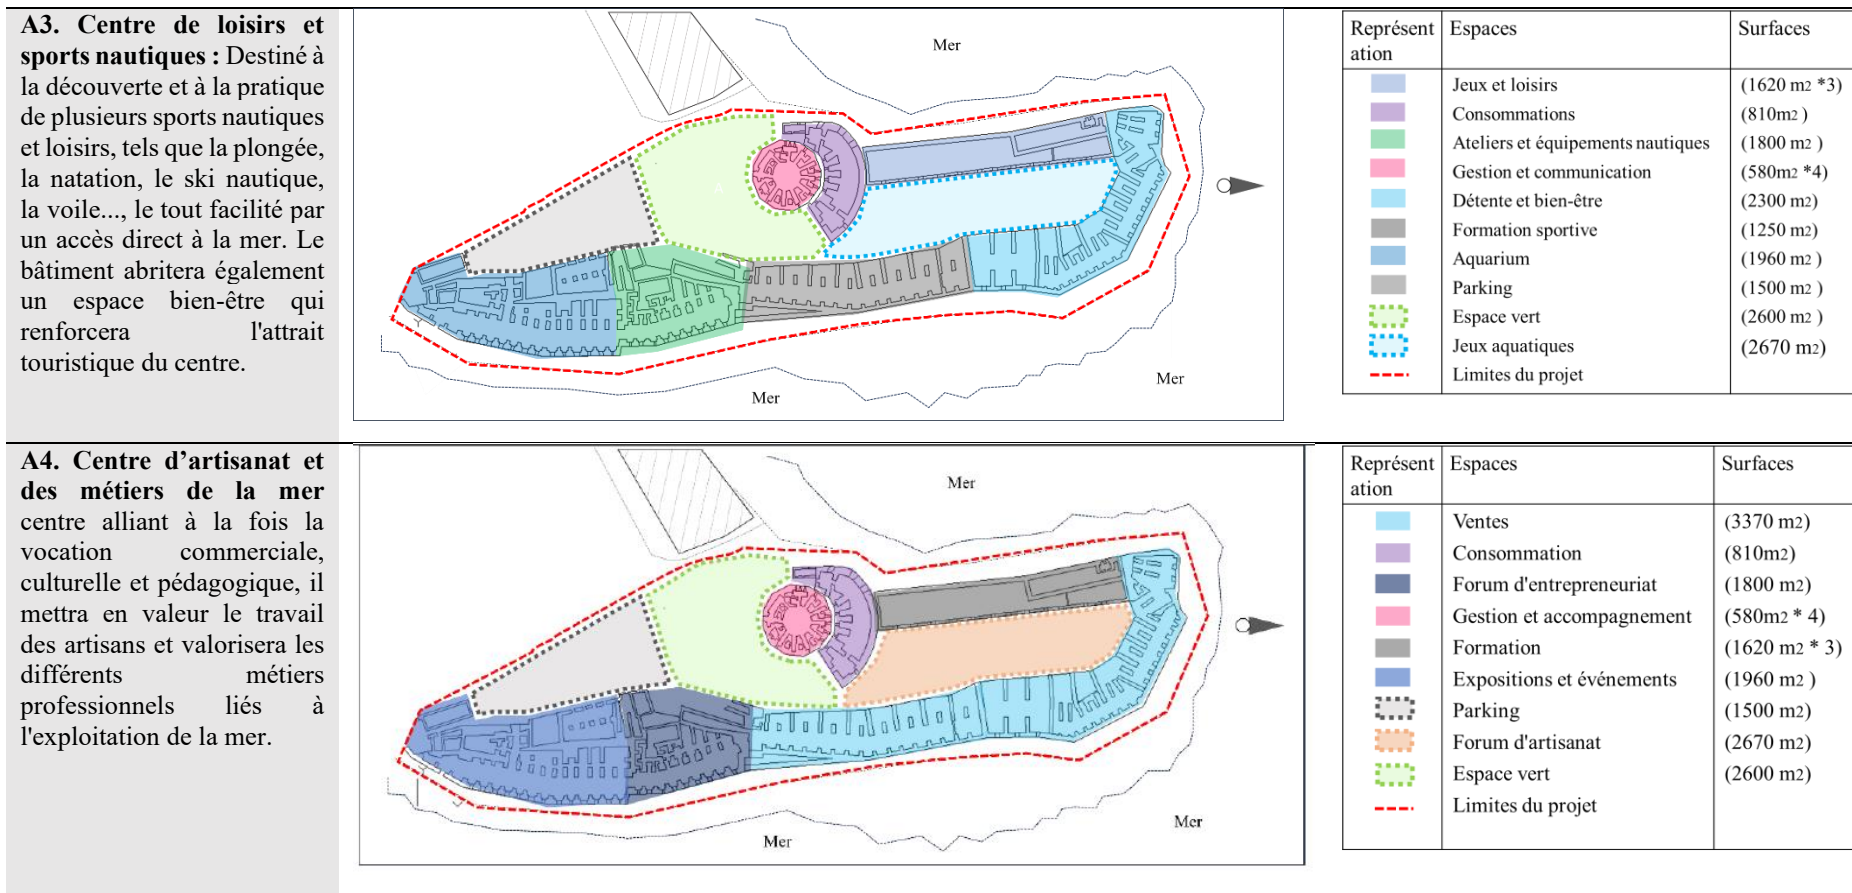 A3. Centre de loisirs et
sports nautiques : Destiné à
la découverte et à la pratique
de plusieurs sports nautiques
et loisirs, tels que la plongée,
la natation, le ski nautique,
la voile..., le tout facilité par
un accès direct à la mer. Le
bâtiment abritera également
un espace bien-être qui
renforcera l'attrait
touristique du centre.
Mer
Mer
Mer
Représent
ation
Espaces
Surfaces
Jeux et loisirs (1620 m2 *3)
Consommations (810m2 )
Ateliers et équipements nautiques (1800 m2 )
Gestion et communication (580m2 *4)
Détente et bien-être (2300 m2)
Formation sportive (1250 m2)
Aquarium (1960 m2 )
Parking (1500 m2 )
Espace vert (2600 m2 )
Jeux aquatiques (2670 m2)
Limites du projet
A4. Centre d’artisanat et
des métiers de la mer
centre alliant à la fois la
vocation commerciale,
culturelle et pédagogique, il
mettra en valeur le travail
des artisans et valorisera les
différents métiers
professionnels liés à
l'exploitation de la mer.
Mer
Mer
Mer
Représent
ation
Espaces
Surfaces
Ventes (3370 m2)
Consommation (810m2)
Forum d'entrepreneuriat (1800 m2)
Gestion et accompagnement (580m2 * 4)
Formation (1620 m2 * 3)
Expositions et événements (1960 m2 )
Parking (1500 m2)
Forum d'artisanat (2670 m2)
Espace vert (2600 m2)
Limites du projet